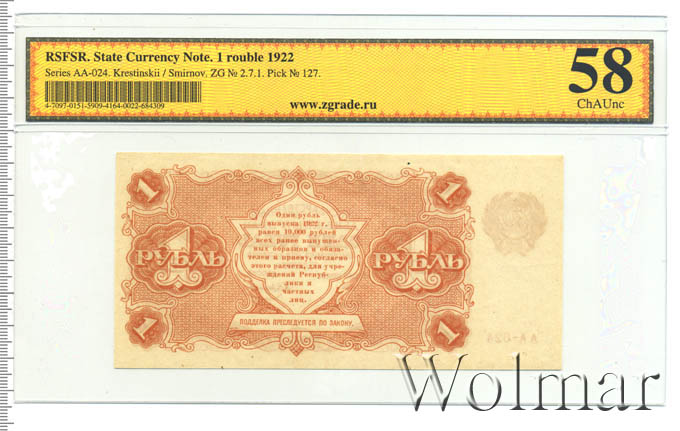 RSFSR. State Currency Note. 1 rouble 1922
Series AA-024. Krestinskii / Smirnov. ZG № 2.7.1. Pick № 127.
4-7097-0151-5909-4164-0022-684309
www.zgrade.ru
58
ChAUnc
1
1
Один рубль
выпуска 1922 г.
равен 10,000 рублей
всех ранее выпущен-
ных образцов и обяза-
телен к приему, согласно
этого расчета, для учре-
ждений Республ-
лики и
частных
лиц.
1 РУБЛЬ
1 РУБЛЬ
ПОДДЕЛКА ПРЕСЛЕДУЕТСЯ ПО ЗАКОНУ.
1
1
Wolmar